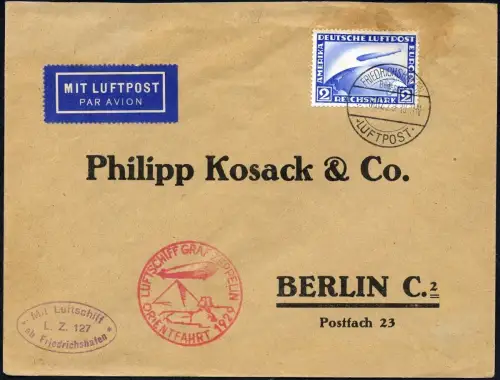 MIT LUFTPOST
PAR AVION
DEUTSCHE LUFTPOST
AMERIKA
EUROPA
2 REICHSMARK 2
FRIEDRICHSHAFEN
LUFTPOST
Philipp Kosack & Co.
LUFTSCHIFF GRAF ZEPPELIN
ORIENTFAHRT 1929
BERLIN C.2
Postfach 23
Mit Luftschiff
L. Z. 127
ab Friedrichshafen